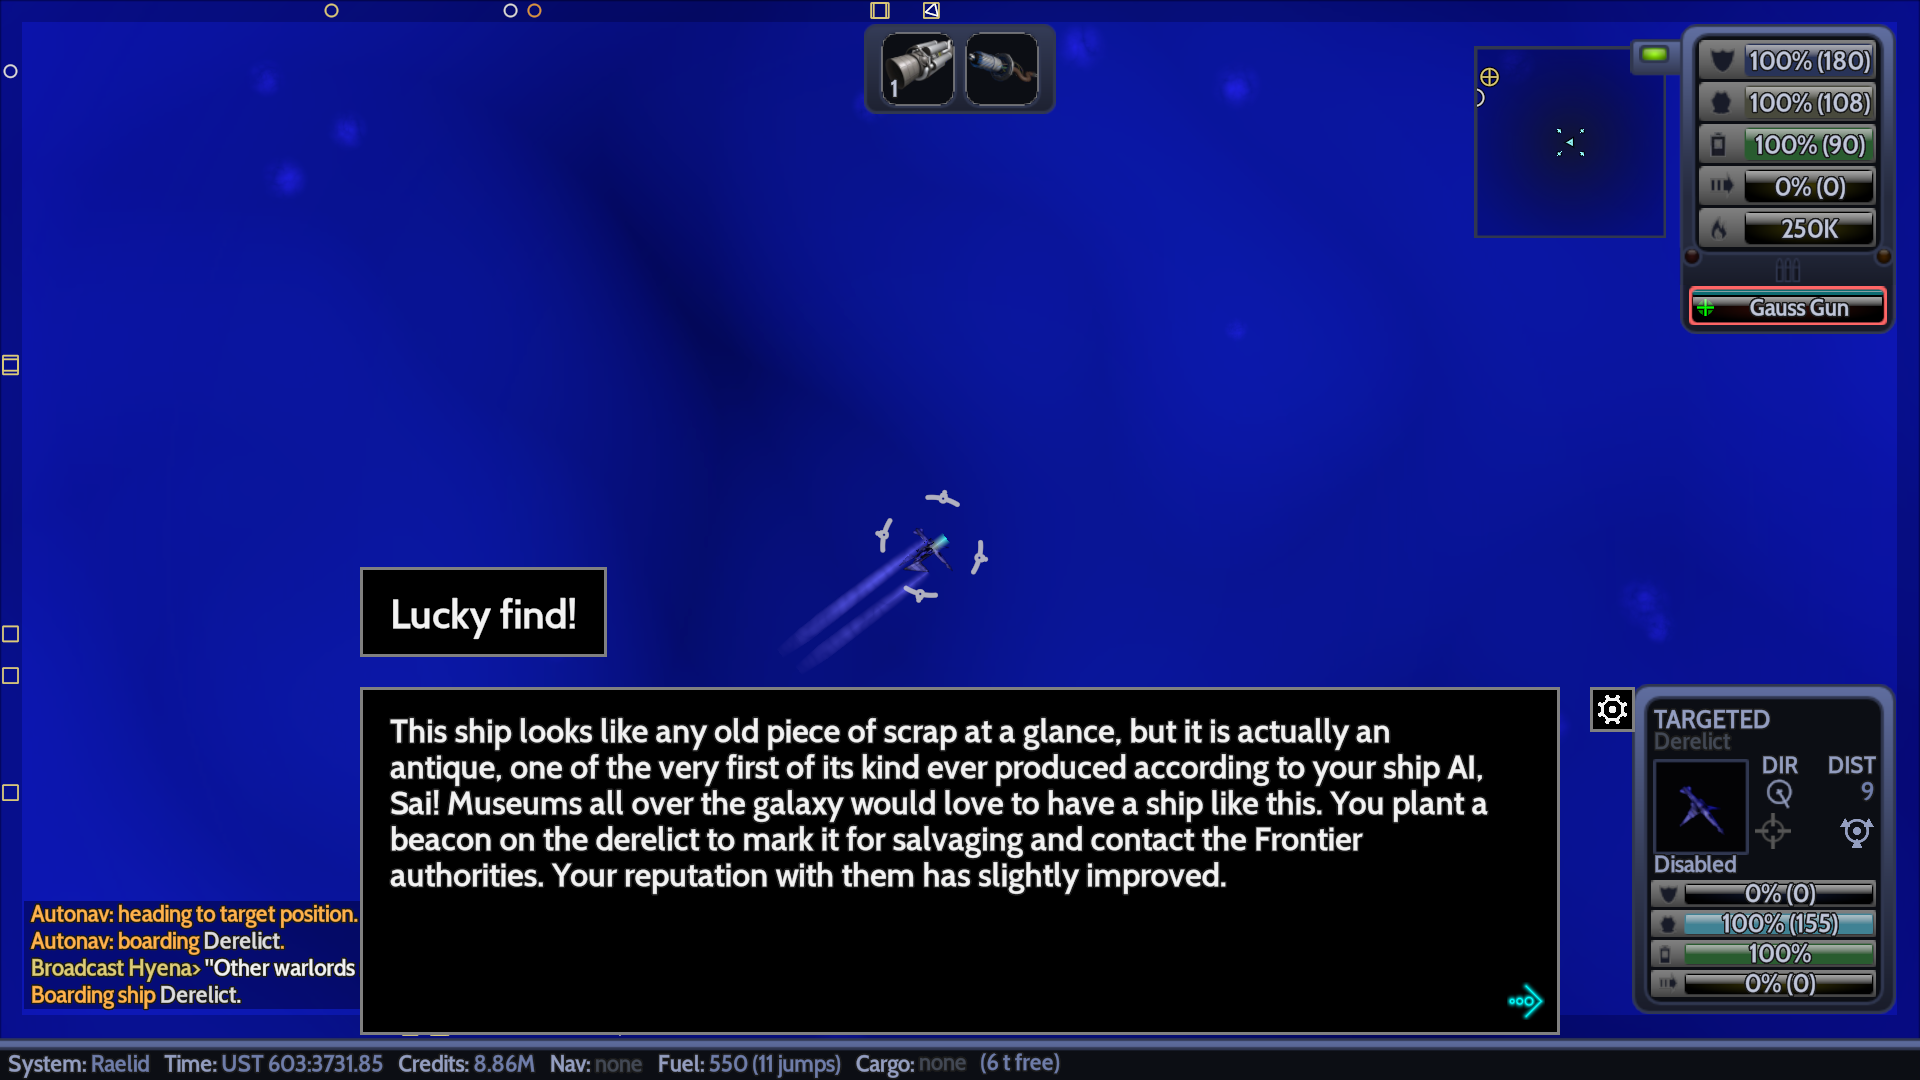 1
100% (180)
100% (108)
100% (90)
0% (0)
250K
Gauss Gun
Lucky find!
This ship looks like any old piece of scrap at a glance, but it is actually an
antique, one of the very first of its kind ever produced according to your ship AI,
Sai! Museums all over the galaxy would love to have a ship like this. You plant a
beacon on the derelict to mark it for salvaging and contact the Frontier
authorities. Your reputation with them has slightly improved.
TARGETED
Derelict
DIR DIST
9
Disabled
0% (0)
100% (155)
100%
0% (0)
Autonav: heading to target position.
Autonav: boarding Derelict.
Broadcast Hyena> "Other warlords
Boarding ship Derelict.
System: Raelid Time: UST 603:3731.85 Credits: 8.86M Nav: none Fuel: 550 (11 jumps) Cargo: none (6 t free)